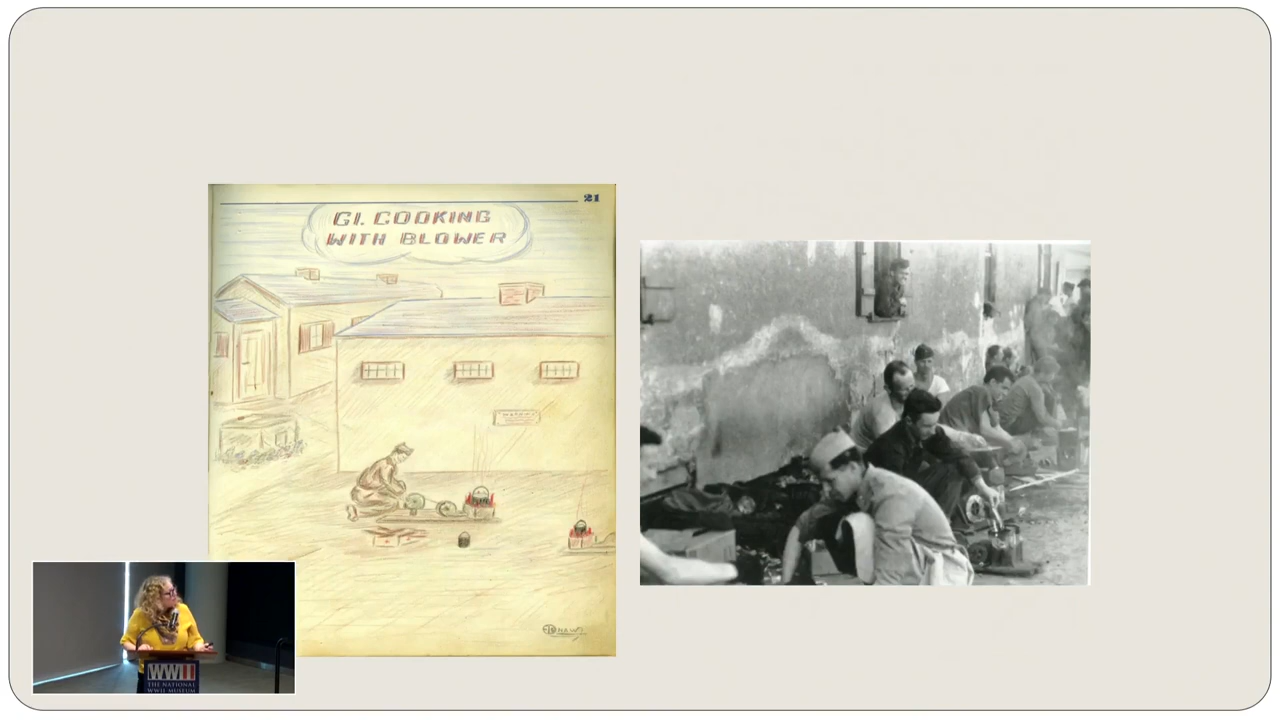 21
GI. COOKING
WITH BLOWER
WWII
THE NATIONAL
WWII MUSEUM